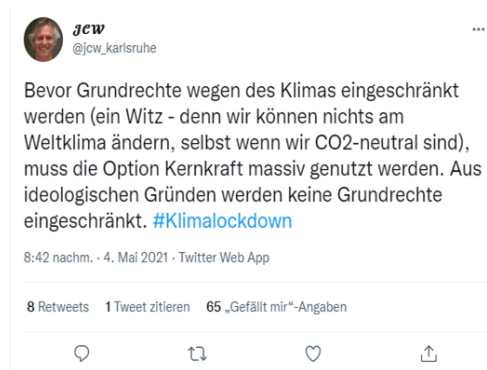 JCW
@jcw_karlsruhe
Bevor Grundrechte wegen des Klimas eingeschränkt
werden (ein Witz - denn wir können nichts am
Weltklima ändern, selbst wenn wir CO2-neutral sind),
muss die Option Kernkraft massiv genutzt werden. Aus
ideologischen Gründen werden keine Grundrechte
eingeschränkt. #Klimalockdown
8:42 nachm. · 4. Mai 2021 · Twitter Web App
8 Retweets 1 Tweet zitieren 65 „Gefällt mir“-Angaben